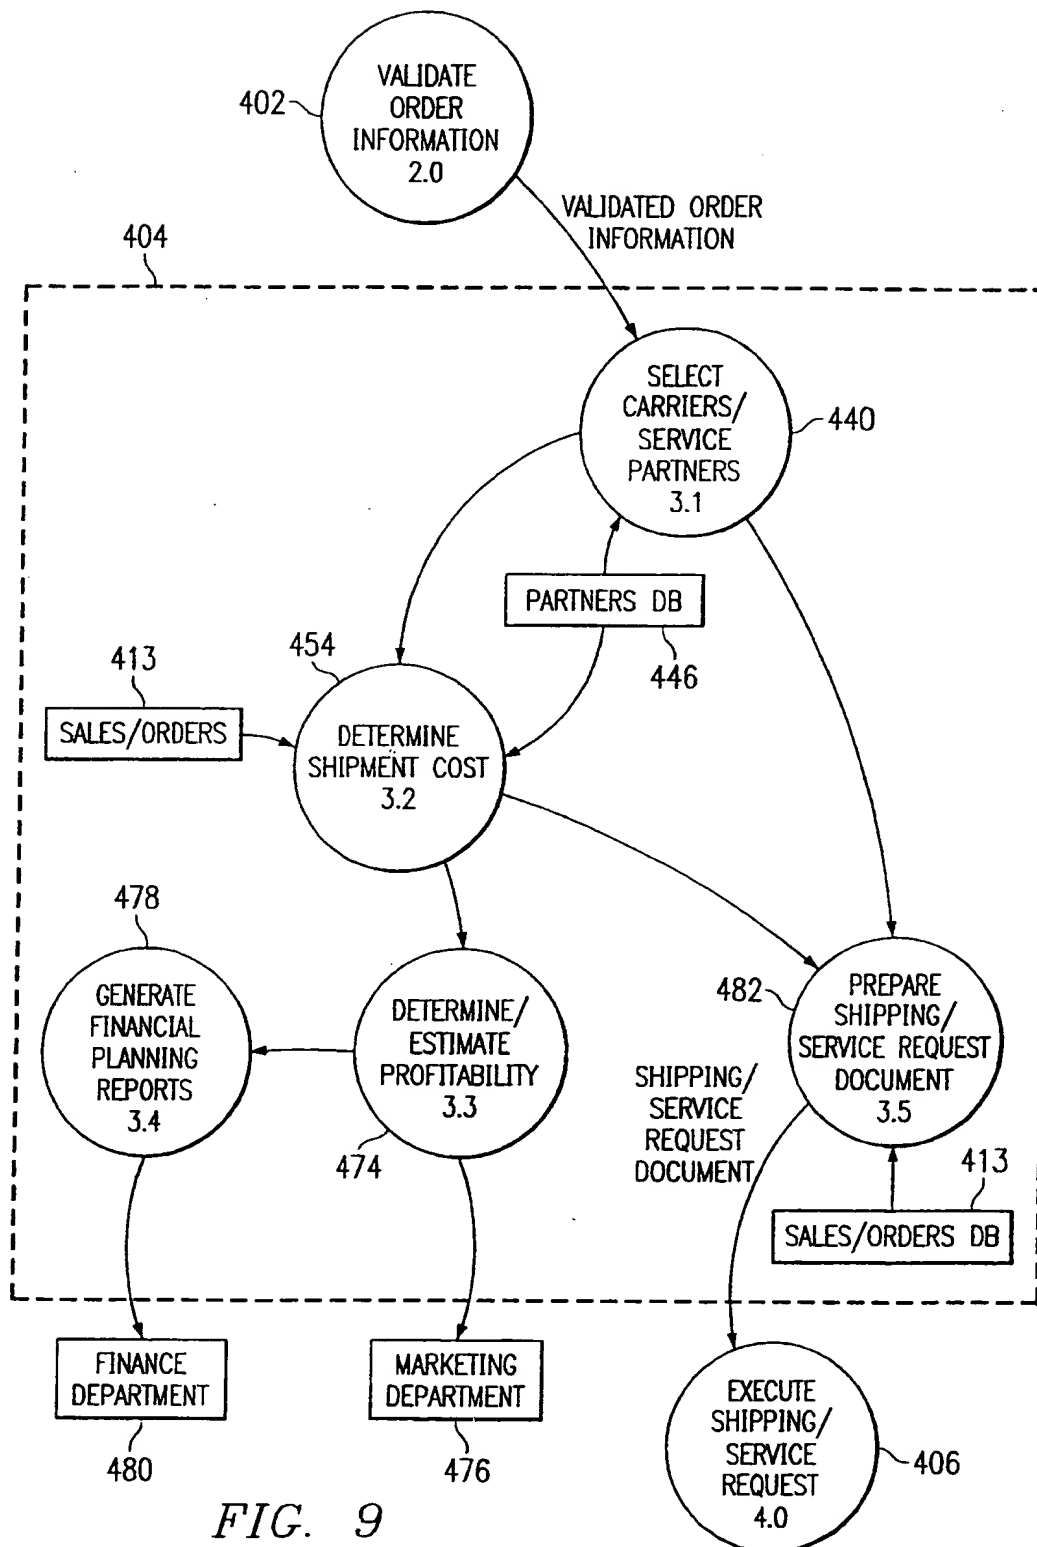 VALIDATE
ORDER
INFORMATION
2.0
402
VALIDATED ORDER
INFORMATION
404
SELECT
CARRIERS/
SERVICE
PARTNERS
3.1
440
PARTNERS DB
446
454
413
SALES/ORDERS
DETERMINE
SHIPMENT COST
3.2
478
GENERATE
FINANCIAL
PLANNING
REPORTS
3.4
DETERMINE/
ESTIMATE
PROFITABILITY
3.3
474
482
PREPARE
SHIPPING/
SERVICE REQUEST
DOCUMENT
3.5
SHIPPING/
SERVICE
REQUEST
DOCUMENT
413
SALES/ORDERS DB
FINANCE
DEPARTMENT
480
MARKETING
DEPARTMENT
476
EXECUTE
SHIPPING/
SERVICE
REQUEST
4.0
406
FIG. 9